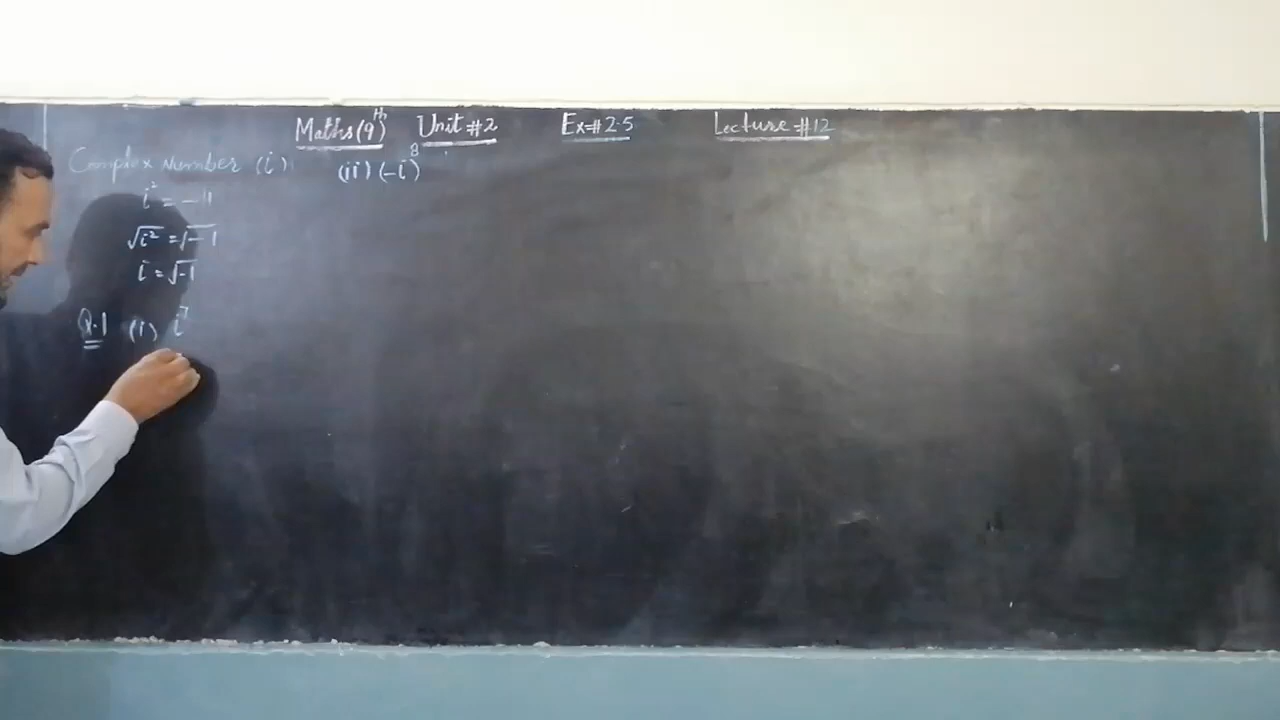 Maths (9th) Unit #2 Ex#2.5 Lecture #12
Complex Number (i)
i² = -1
√i² = √-1
i = √-1
Q.1 (i) i⁷
(ii) (-i)⁸